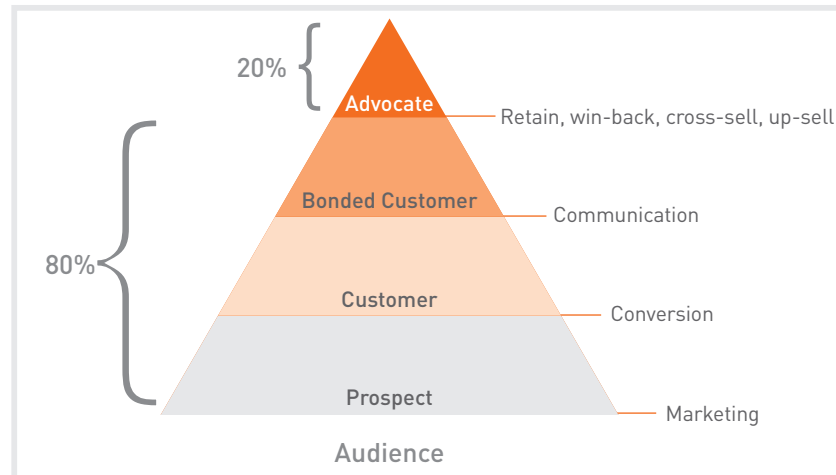 20%
Advocate
Retain, win-back, cross-sell, up-sell
Bonded Customer
Communication
80%
Customer
Conversion
Prospect
Marketing
Audience